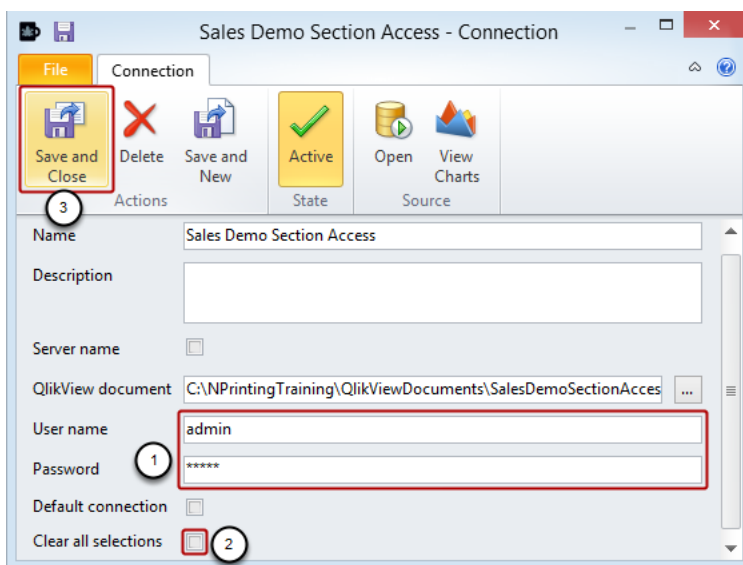 Sales Demo Section Access - Connection
File Connection
Save and Close
Delete
Save and New
Active
Open
View Charts
3
Actions
State
Source
Name Sales Demo Section Access
Description
Server name
QlikView document C:\NPrintingTraining\QlikViewDocuments\SalesDemoSectionAcces ...
User name admin
1
Password *****
Default connection
Clear all selections 2